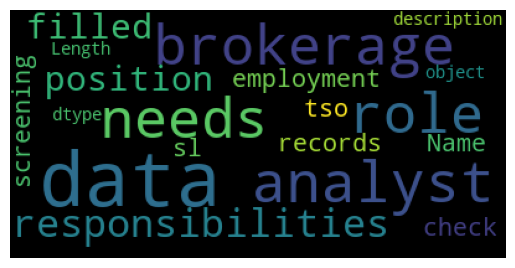 filled description
Length brokerage
position employment object
screening dtype needs tso role
sl records Name
data analyst
responsibilities check